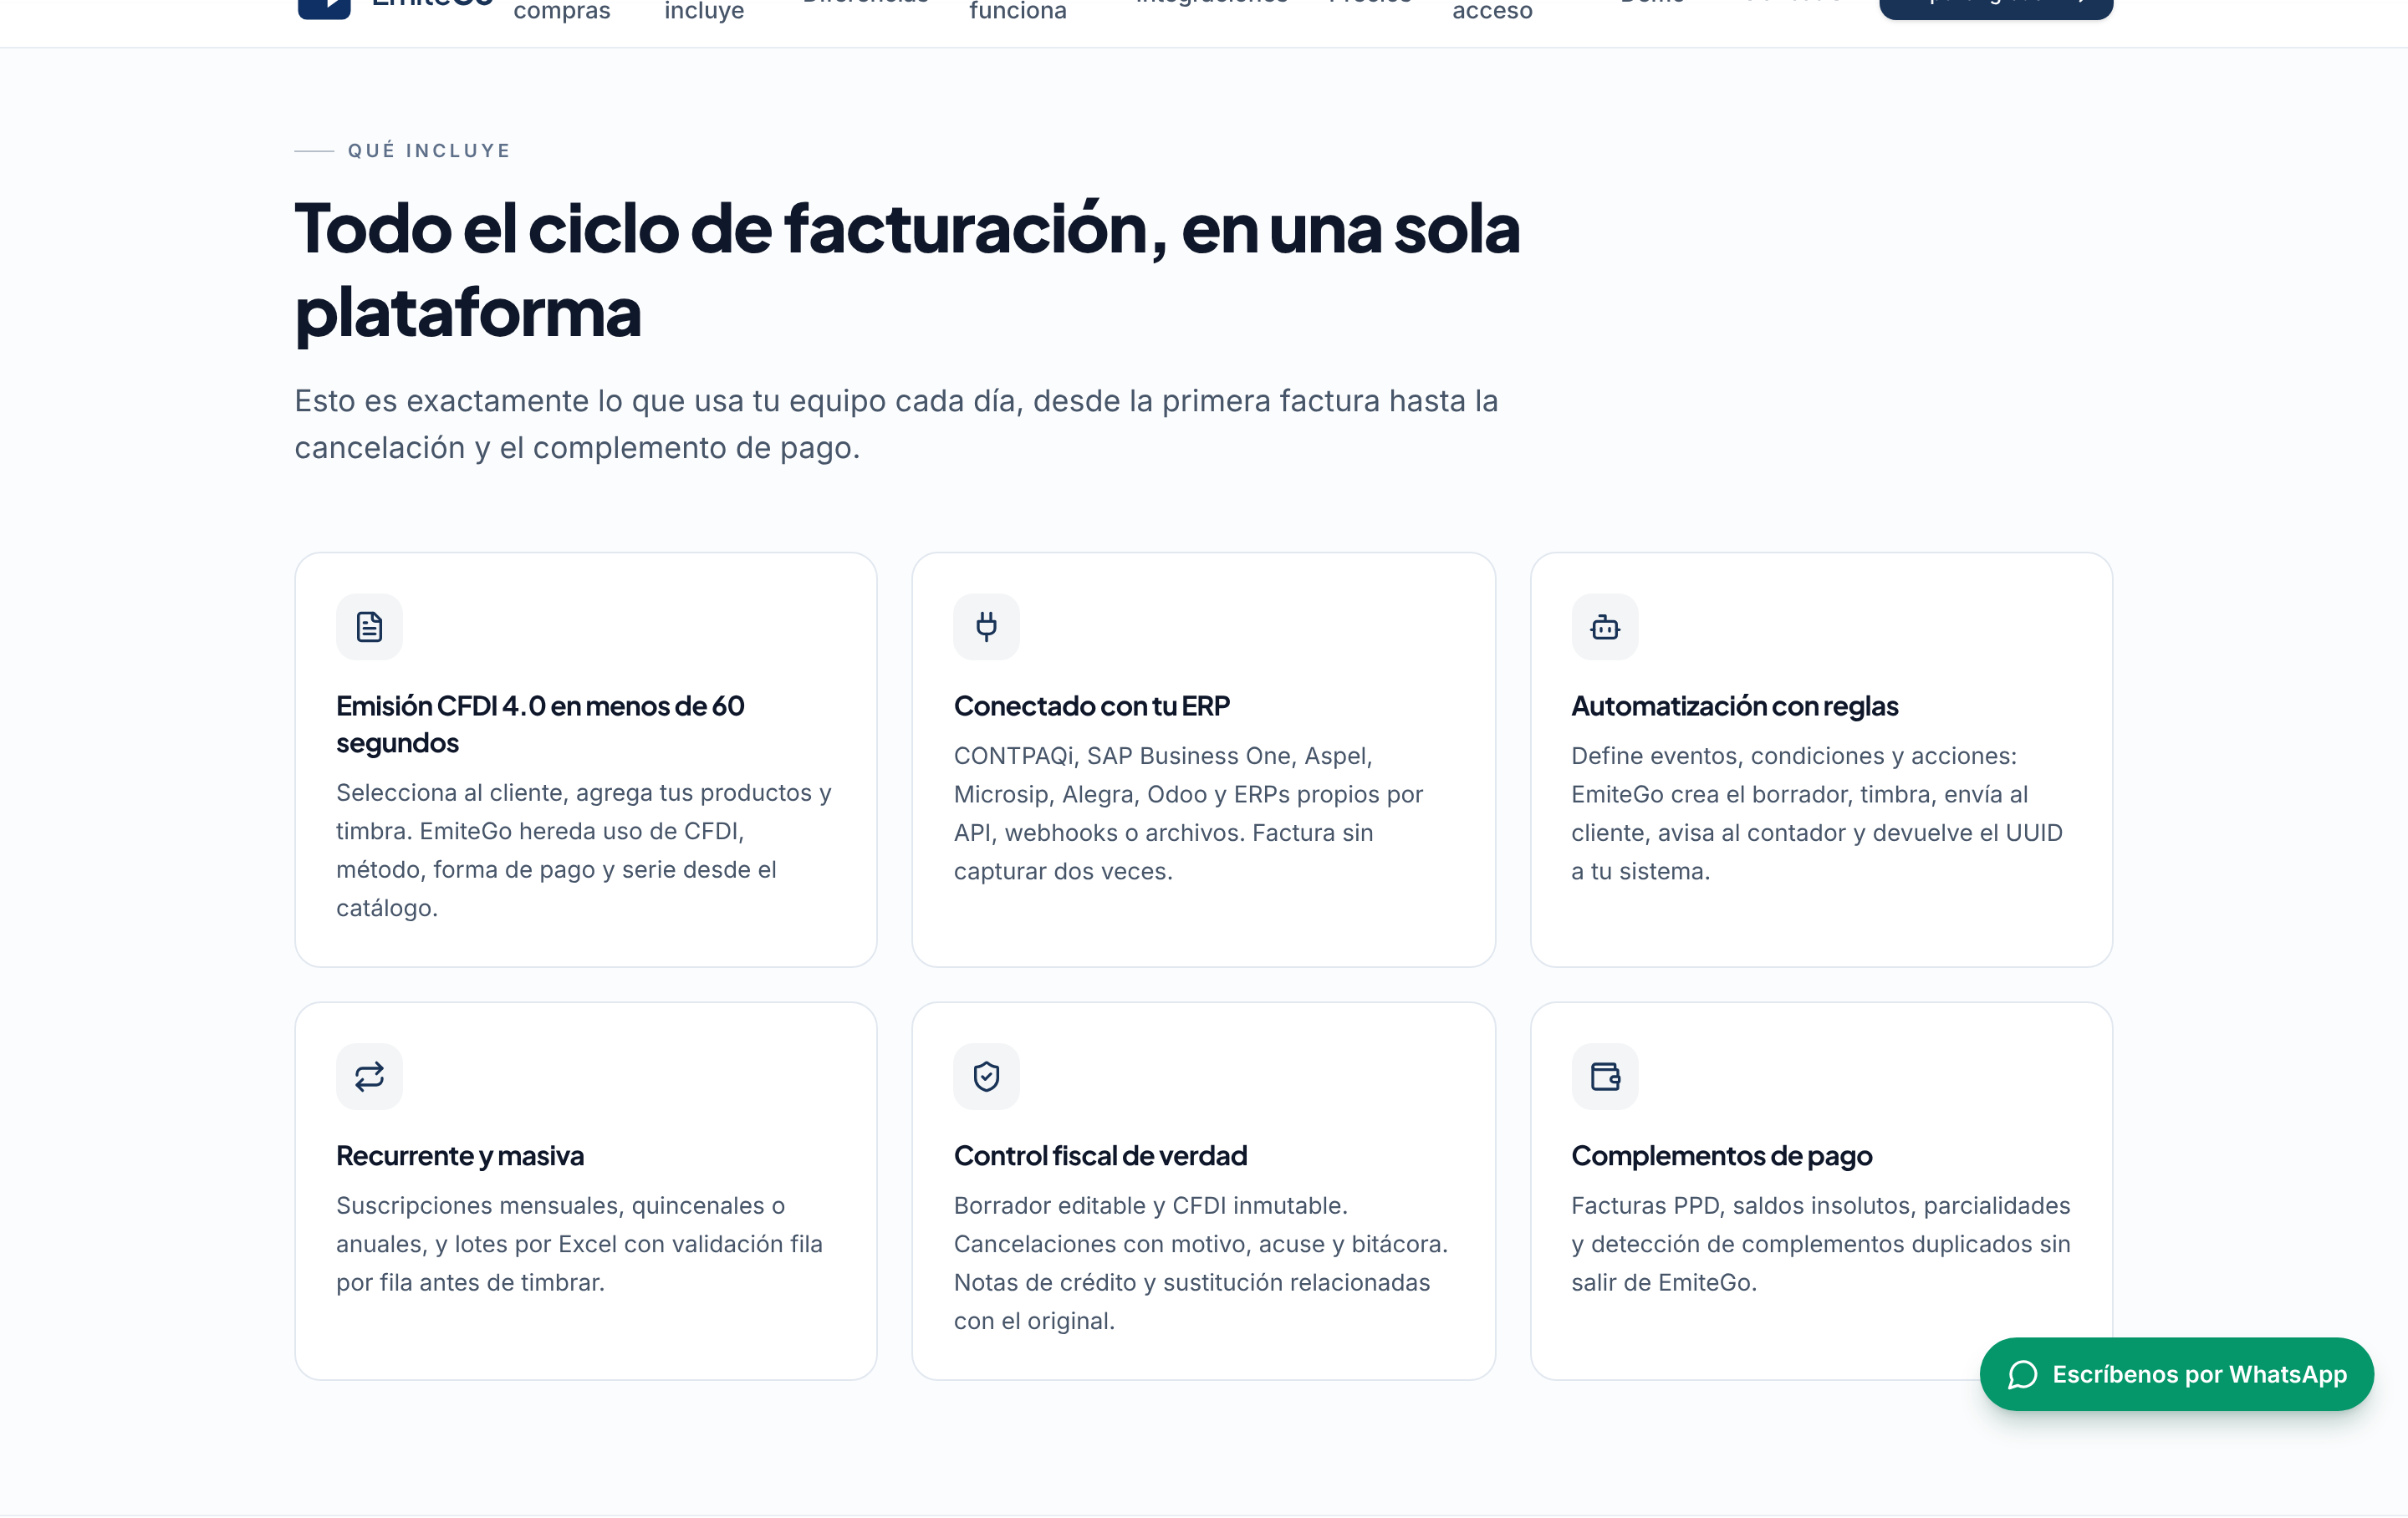 EmiteGo
compras
incluye
Diferencias
funciona
Integraciones
Precios
acceso
Demo
QUÉ INCLUYE
Todo el ciclo de facturación, en una sola
plataforma
Esto es exactamente lo que usa tu equipo cada día, desde la primera factura hasta la
cancelación y el complemento de pago.
Emisión CFDI 4.0 en menos de 60
segundos
Selecciona al cliente, agrega tus productos y
timbra. EmiteGo hereda uso de CFDI,
método, forma de pago y serie desde el
catálogo.
Conectado con tu ERP
CONTPAQi, SAP Business One, Aspel,
Microsip, Alegra, Odoo y ERPs propios por
API, webhooks o archivos. Factura sin
capturar dos veces.
Automatización con reglas
Define eventos, condiciones y acciones:
EmiteGo crea el borrador, timbra, envía al
cliente, avisa al contador y devuelve el UUID
a tu sistema.
Recurrente y masiva
Suscripciones mensuales, quincenales o
anuales, y lotes por Excel con validación fila
por fila antes de timbrar.
Control fiscal de verdad
Borrador editable y CFDI inmutable.
Cancelaciones con motivo, acuse y bitácora.
Notas de crédito y sustitución relacionadas
con el original.
Complementos de pago
Facturas PPD, saldos insolutos, parcialidades
y detección de complementos duplicados sin
salir de EmiteGo.
Escríbenos por WhatsApp